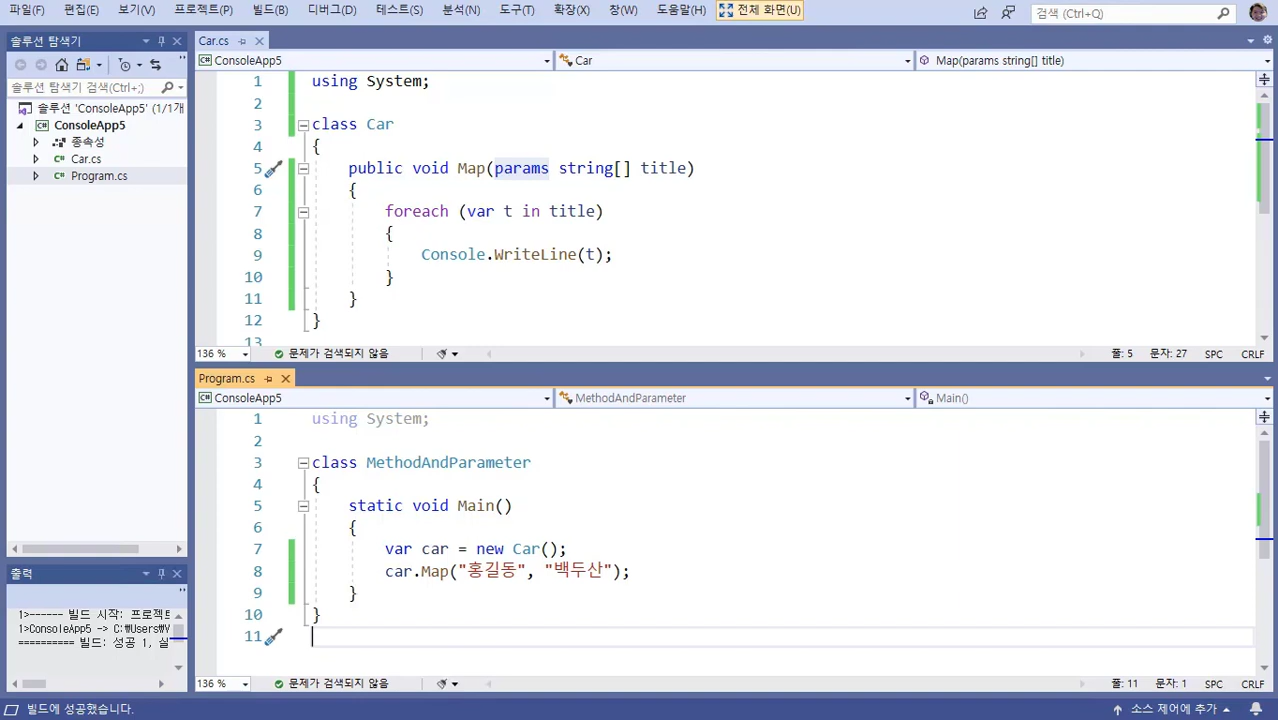 파일(F) 편집(E) 보기(V) 프로젝트(P) 빌드(B) 디버그(D) 테스트(S) 분석(N) 도구(T) 확장(X) 창(W) 도움말(H) 전체 화면(U) 검색 (Ctrl+Q)
솔루션 탐색기
솔루션 탐색기 검색(Ctrl+;)
솔루션 'ConsoleApp5' (1/1개
ConsoleApp5
종속성
Car.cs
Program.cs
Car.cs
ConsoleApp5 Car Map(params string[] title)
1 using System;
2
3 class Car
4 {
5 public void Map(params string[] title)
6 {
7 foreach (var t in title)
8 {
9 Console.WriteLine(t);
10 }
11 }
12 }
13
136 % 문제가 검색되지 않음 줄: 5 문자: 27 SPC CRLF
Program.cs
ConsoleApp5 MethodAndParameter Main()
1 using System;
2
3 class MethodAndParameter
4 {
5 static void Main()
6 {
7 var car = new Car();
8 car.Map("홍길동", "백두산");
9 }
10 }
11
136 % 문제가 검색되지 않음 줄: 11 문자: 1 SPC CRLF
출력
1>------ 빌드 시작: 프로젝트
1>ConsoleApp5 -> C:\Users\
========== 빌드: 성공 1, 실
빌드에 성공했습니다. 소스 제어에 추가